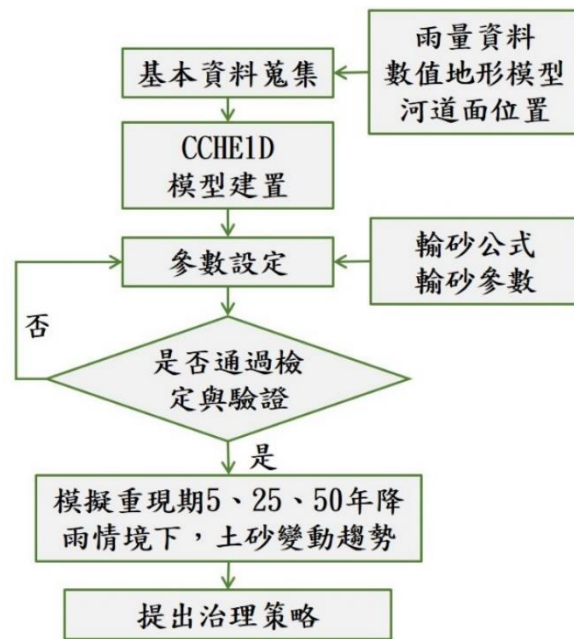 雨量資料
數值地形模型
河道面位置
基本資料蒐集
CCHE1D
模型建置
參數設定
輸砂公式
輸砂參數
否
是否通過檢
定與驗證
是
模擬重現期5、25、50年降
雨情境下，土砂變動趨勢
提出治理策略